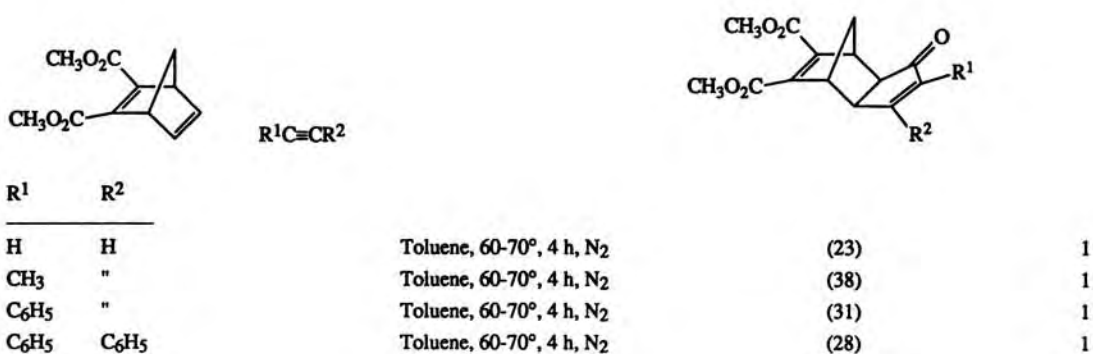 CH₃O₂C
CH₃O₂C
R¹C≡CR²
CH₃O₂C
CH₃O₂C
O
R¹
R²
R¹ R²
H H Toluene, 60-70°, 4 h, N₂ (23) 1
CH₃ " Toluene, 60-70°, 4 h, N₂ (38) 1
C₆H₅ " Toluene, 60-70°, 4 h, N₂ (31) 1
C₆H₅ C₆H₅ Toluene, 60-70°, 4 h, N₂ (28) 1